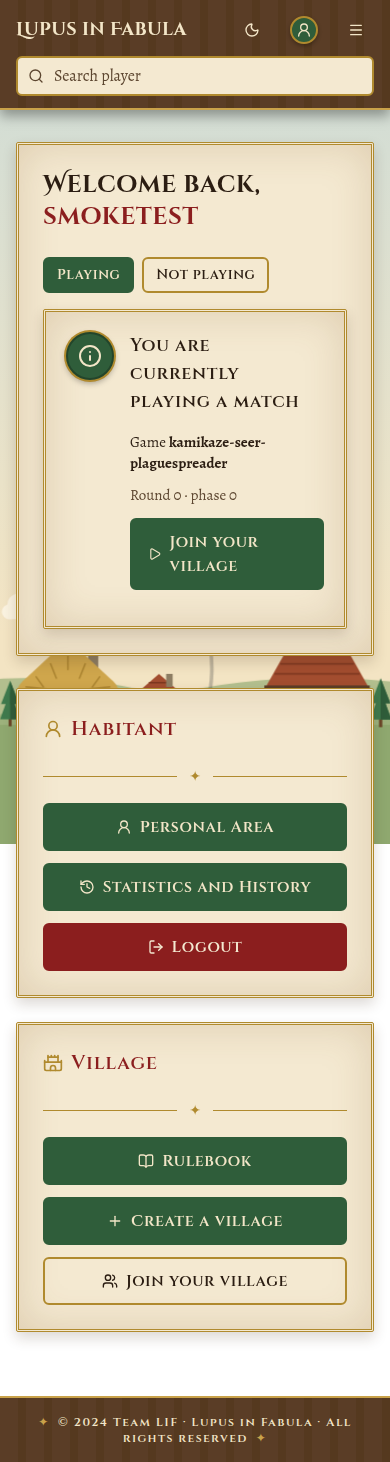 Lupus in Fabula
Search player
Welcome back,
smoketest
Playing
Not playing
You are
currently
playing a match
Game kamikaze-seer-
plaguespreader
Round 0 · phase 0
Join your
village
Habitant
✦
Personal Area
Statistics and History
Logout
Village
✦
Rulebook
Create a village
Join your village
✦ © 2024 Team LIF · Lupus in Fabula · All
rights reserved ✦